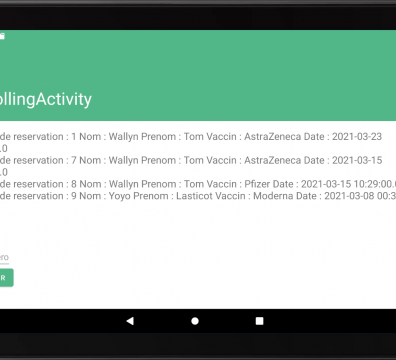 ollingActivity
de reservation : 1 Nom : Wallyn Prenom : Tom Vaccin : AstraZeneca Date : 2021-03-23
.0
de reservation : 7 Nom : Wallyn Prenom : Tom Vaccin : AstraZeneca Date : 2021-03-15
.0
de reservation : 8 Nom : Wallyn Prenom : Tom Vaccin : Pfizer Date : 2021-03-15 10:29:00.
de reservation : 9 Nom : Yoyo Prenom : Lasticot Vaccin : Moderna Date : 2021-03-08 00:3
ero
R